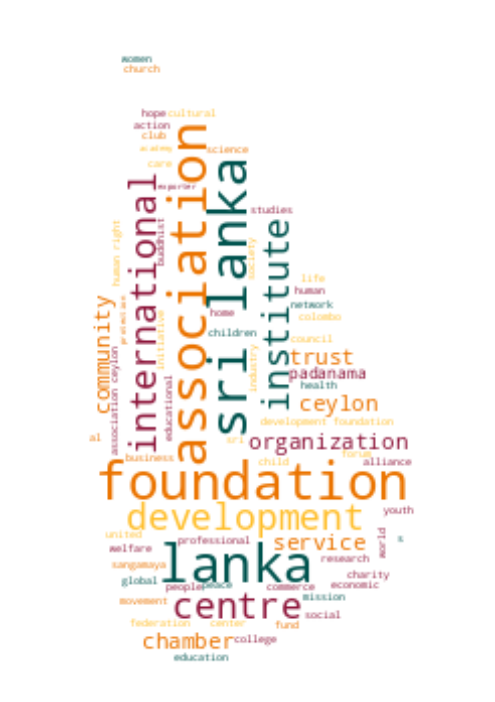 women
church
hope
cultural
action
club
academy
science
care
exporter
association
sri lanka
international
buddhist
studies
human right
institute
society
life
human
network
colombo
home
children
community
initiative
council
trust
padanama
health
industry
association ceylon
educational
ceylon
development foundation
al
sri
organization
business
child
forum
alliance
foundation
development
youth
united
professional
service
world
s
welfare
lanka
research
sangamaya
charity
global
people
peace
commerce
economic
movement
centre
mission
social
federation
center
fund
chamber
college
education